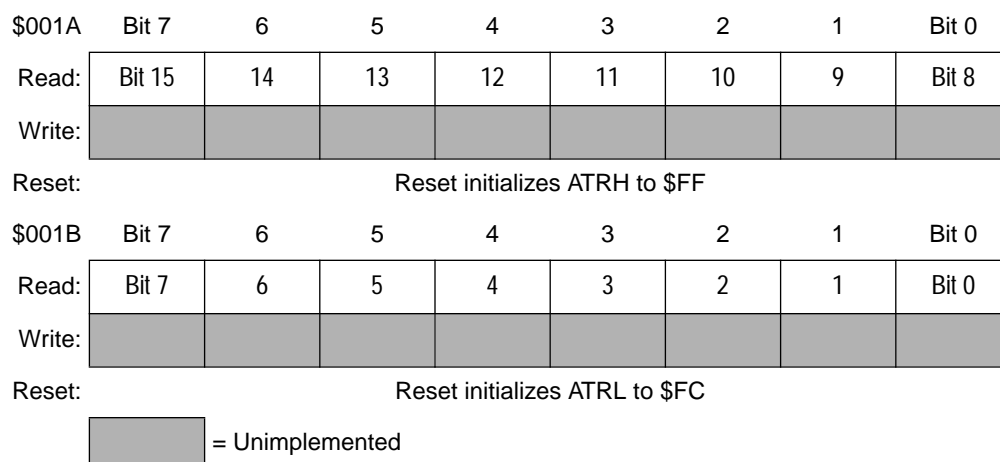 $001A Bit 7 6 5 4 3 2 1 Bit 0
Read: Bit 15 14 13 12 11 10 9 Bit 8
Write:
Reset: Reset initializes ATRH to $FF
$001B Bit 7 6 5 4 3 2 1 Bit 0
Read: Bit 7 6 5 4 3 2 1 Bit 0
Write:
Reset: Reset initializes ATRL to $FC
= Unimplemented